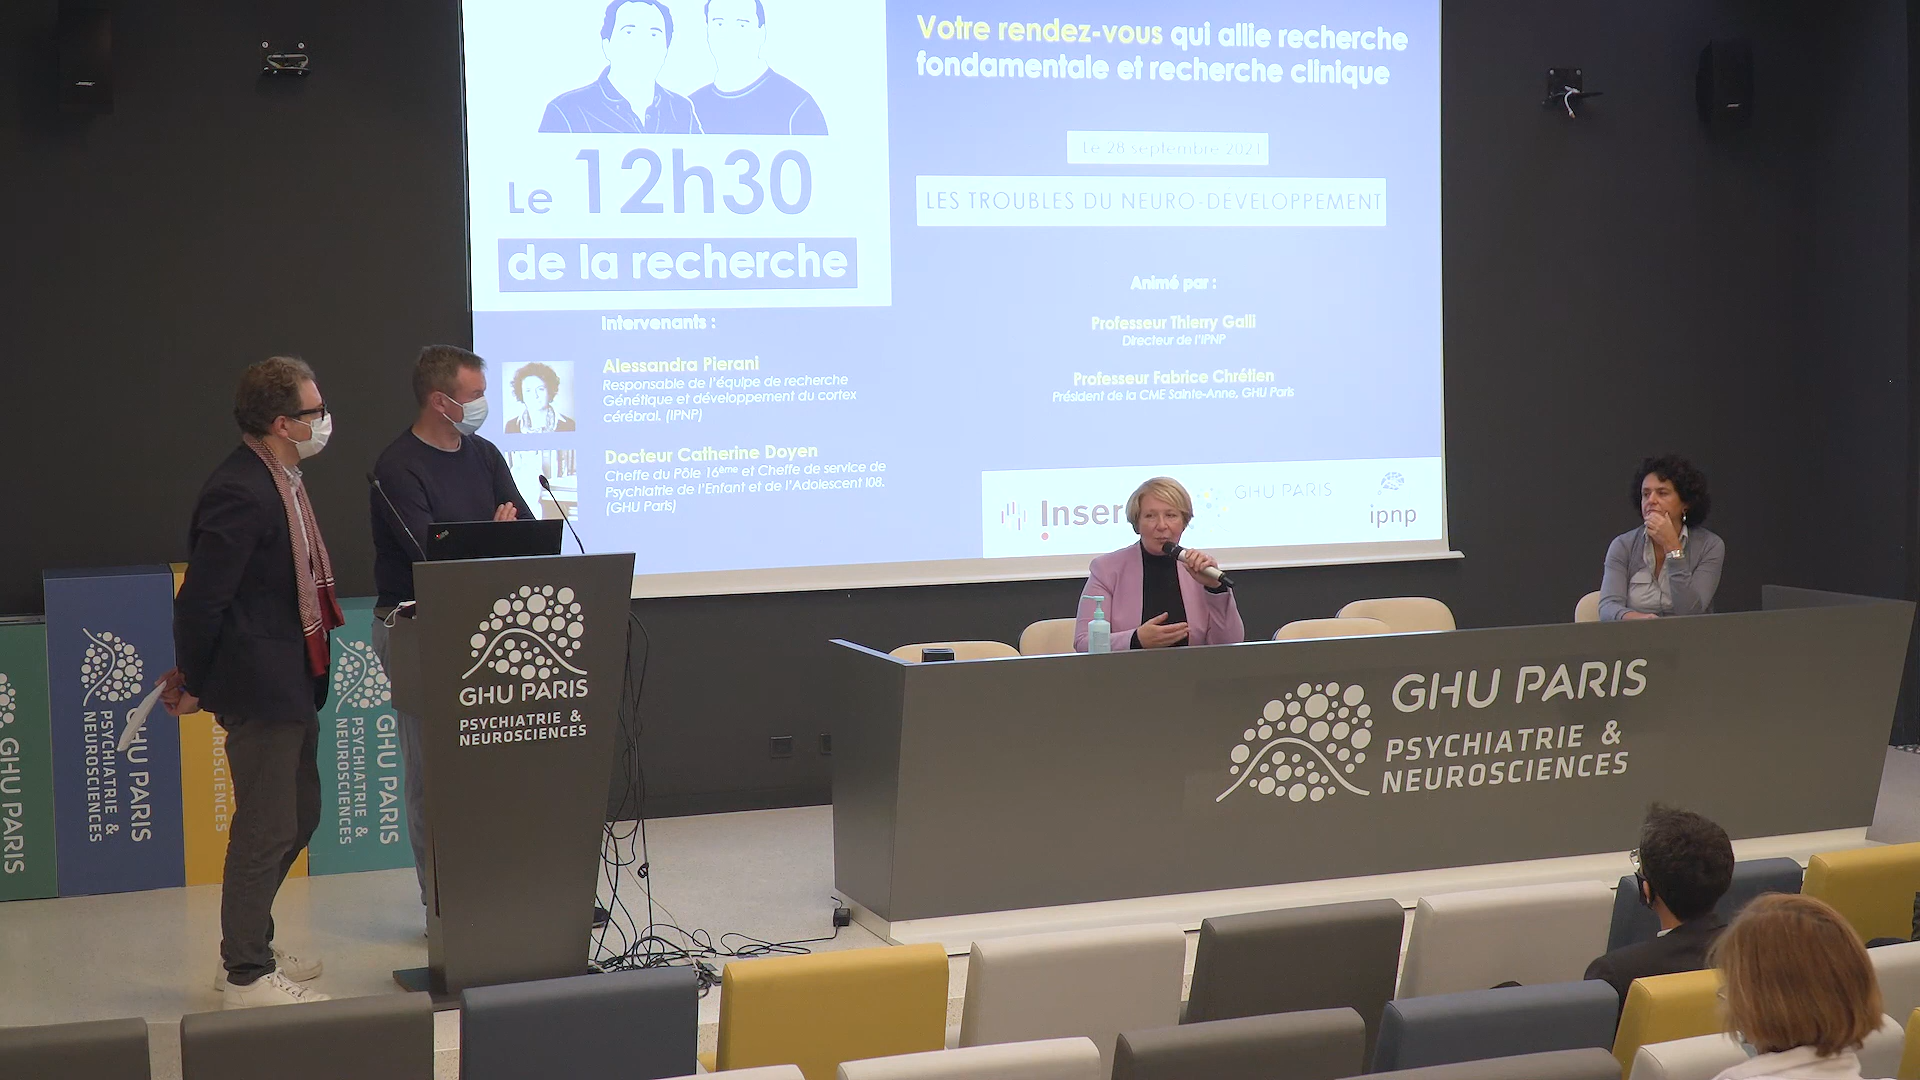 Votre rendez-vous qui allie recherche
fondamentale et recherche clinique
Le 28 septembre 2021
LES TROUBLES DU NEURO-DEVELOPPEMENT
Le 12h30
de la recherche
Animé par :
Professeur Thierry Galli
Directeur de l'IPNP
Professeur Fabrice Chrétien
Président de la CME Sainte-Anne, GHU Paris
Intervenants :
Alessandra Pierani
Responsable de l'équipe de recherche
Génétique et développement du cortex
cérébral. (IPNP)
Docteur Catherine Doyen
Cheffe du Pôle 16ème et Cheffe de service de
Psychiatrie de l'Enfant et de l'Adolescent I08.
(GHU Paris)
Inser
GHU PARIS
ipnp
GHU PARIS
PSYCHIATRIE &
NEUROSCIENCES
GHU PARIS
PSYCHIATRIE &
NEUROSCIENCES
GHU PARIS
GHU PARIS
PSYCHIATRIE &
NEUROSCIENCES
GHU PARIS
PSYCHIATRIE &
NEUROSCIENCES